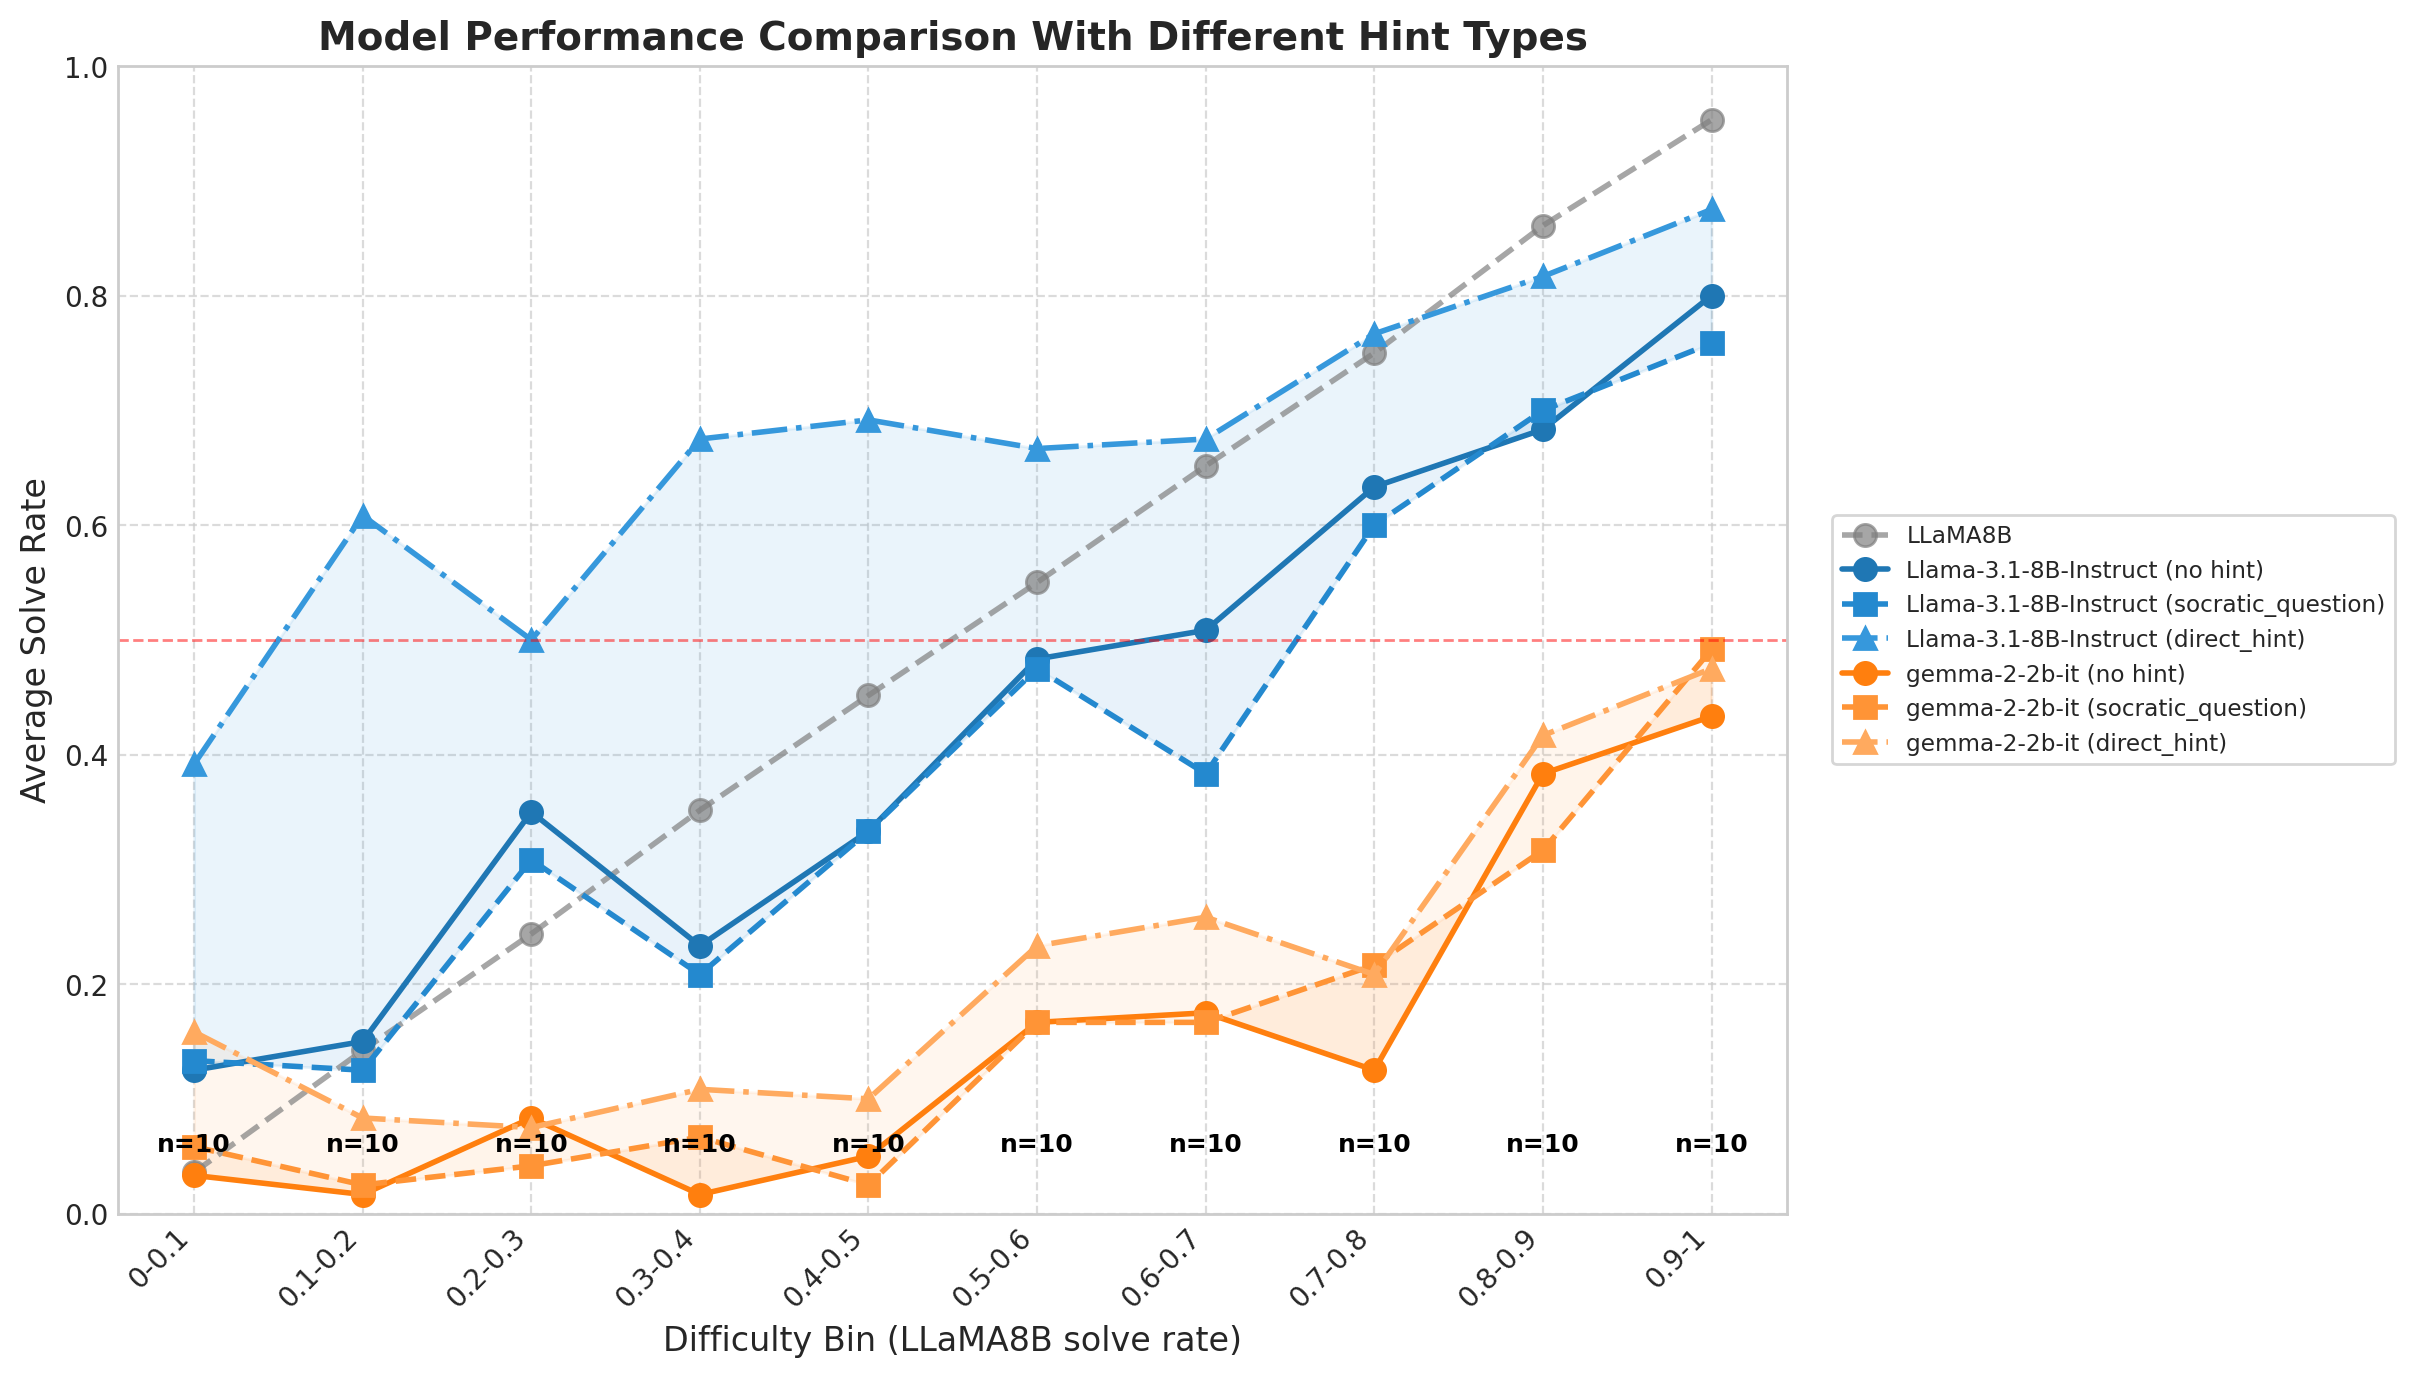 Model Performance Comparison With Different Hint Types
Average Solve Rate
1.0
0.8
0.6
0.4
0.2
0.0
n=10 n=10 n=10 n=10 n=10 n=10 n=10 n=10 n=10 n=10
0-0.1 0.1-0.2 0.2-0.3 0.3-0.4 0.4-0.5 0.5-0.6 0.6-0.7 0.7-0.8 0.8-0.9 0.9-1
Difficulty Bin (LLaMA8B solve rate)
LLaMA8B
Llama-3.1-8B-Instruct (no hint)
Llama-3.1-8B-Instruct (socratic_question)
Llama-3.1-8B-Instruct (direct_hint)
gemma-2-2b-it (no hint)
gemma-2-2b-it (socratic_question)
gemma-2-2b-it (direct_hint)